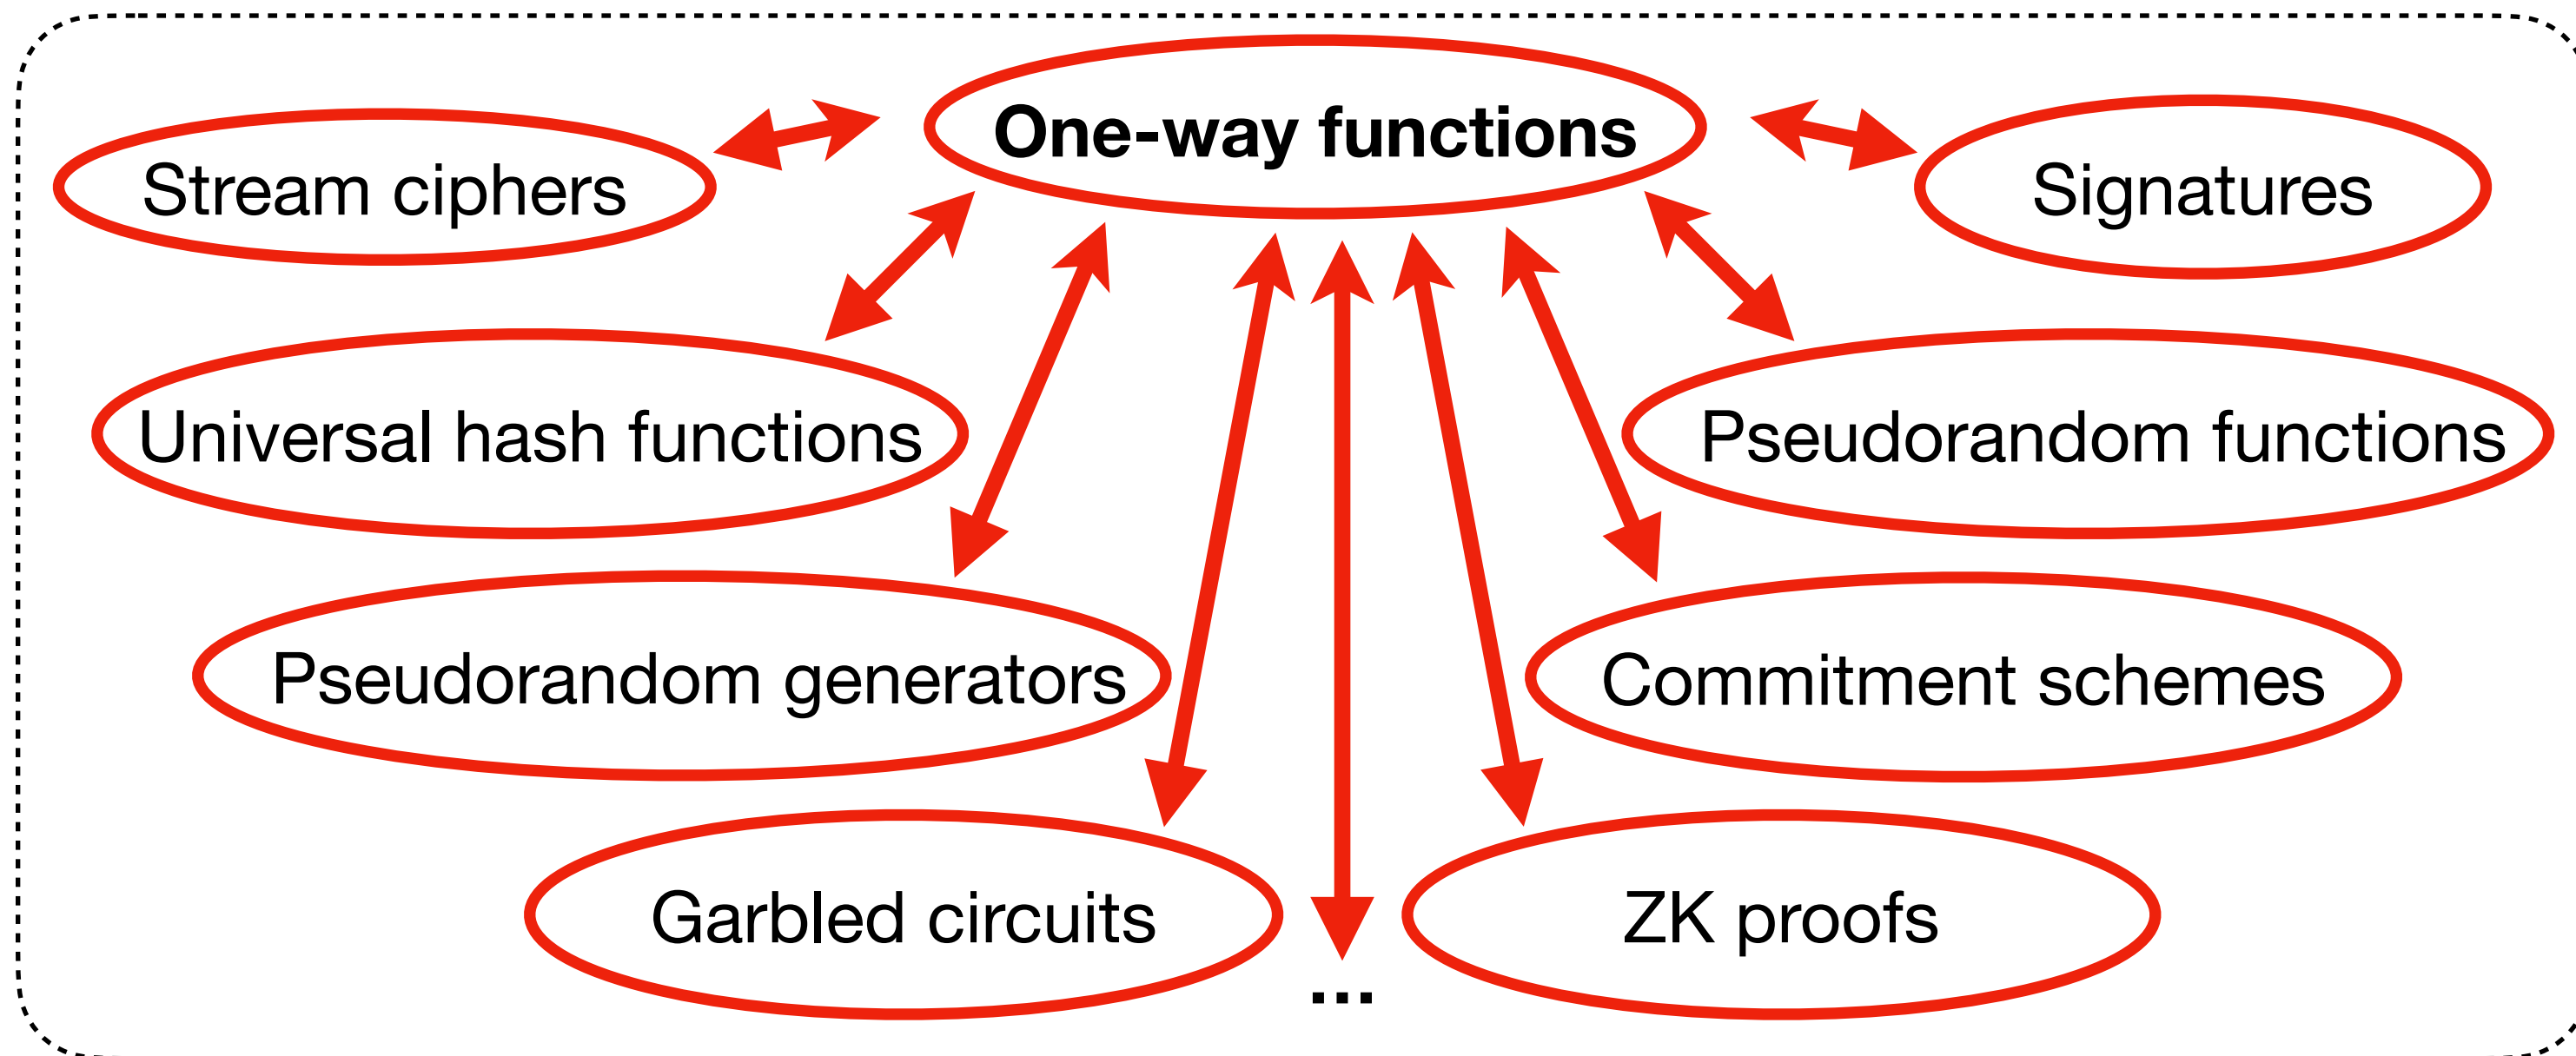 One-way functions
Stream ciphers
Signatures
Universal hash functions
Pseudorandom functions
Pseudorandom generators
Commitment schemes
Garbled circuits
ZK proofs
...